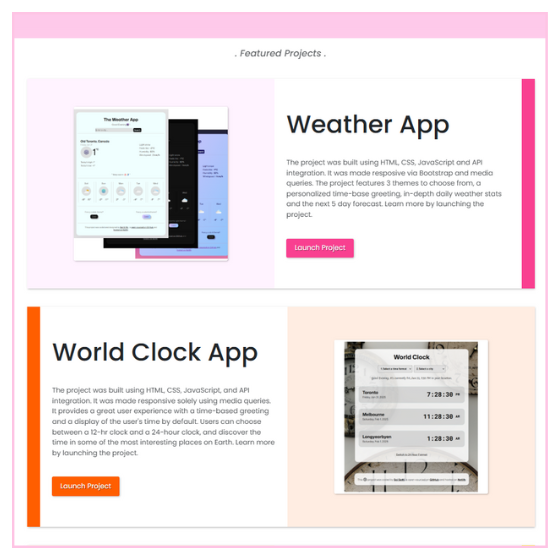 . Featured Projects .
The Weather App
Weather App
The project was built using HTML, CSS, JavaScript and API
integration. It was made resposive via Bootstrap and media
queries. The project features 3 themes to choose from, a
personalized time-base greeting, in-depth daily weather stats
and the next 5 day forecast. Learn more by launching the
project.
Launch Project
World Clock App
The project was built using HTML, CSS, JavaScript, and API
integration. It was made responsive solely using media queries.
It provides a great user experience with a time-based greeting
and a display of the user's time by default. Users can choose
between a 12-hr clock and a 24-hour clock, and discover the
time in some of the most interesting places on Earth. Learn more
by launching the project.
Launch Project
World Clock
Toronto
7:28:30 AM
Melbourne
11:28:30 PM
Longyearbyen
1:28:30 PM